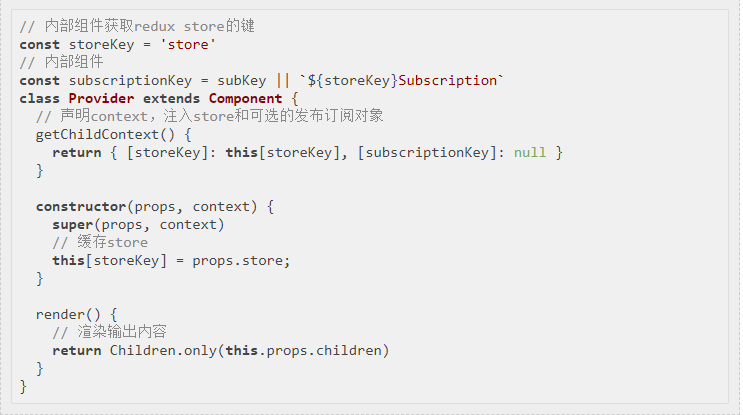 // 内部组件获取redux store的键
const storeKey = 'store'
// 内部组件
const subscriptionKey = subKey || `${storeKey}Subscription`
class Provider extends Component {
  // 声明context，注入store和可选的发布订阅对象
  getChildContext() {
    return { [storeKey]: this[storeKey], [subscriptionKey]: null }
  }

  constructor(props, context) {
    super(props, context)
    // 缓存store
    this[storeKey] = props.store;
  }

  render() {
    // 渲染输出内容
    return Children.only(this.props.children)
  }
}